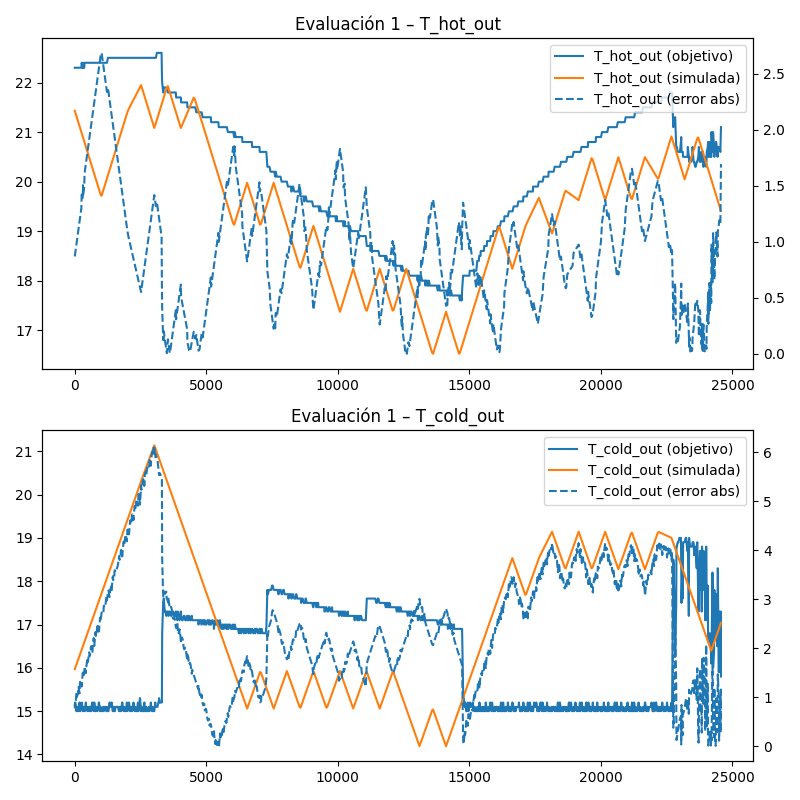 Evaluación 1 – T_hot_out
T_hot_out (objetivo)
T_hot_out (simulada)
T_hot_out (error abs)
22
21
20
19
18
17
2.5
2.0
1.5
1.0
0.5
0.0
0 5000 10000 15000 20000 25000
Evaluación 1 – T_cold_out
T_cold_out (objetivo)
T_cold_out (simulada)
T_cold_out (error abs)
21
20
19
18
17
16
15
14
6
5
4
3
2
1
0
0 5000 10000 15000 20000 25000